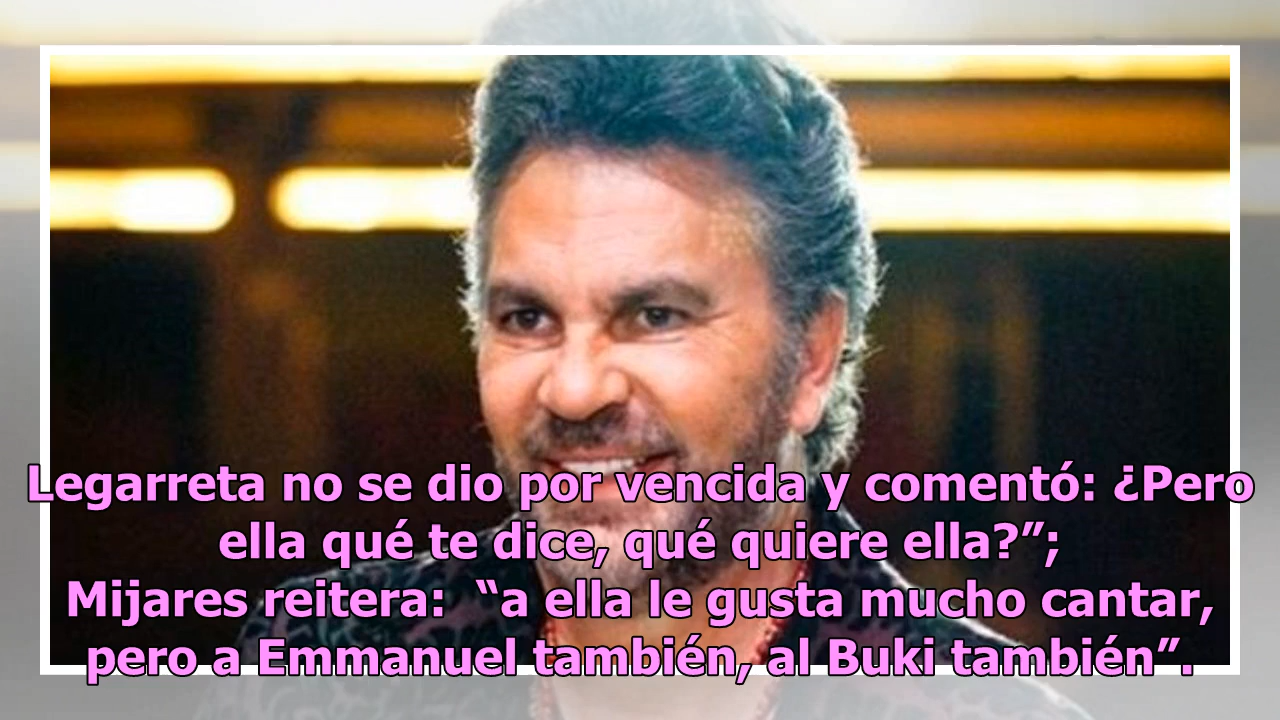 Legarreta no se dio por vencida y comentó: ¿Pero
ella qué te dice, qué quiere ella?”;
Mijares reitera:  “a ella le gusta mucho cantar,
pero a Emmanuel también, al Buki también”.